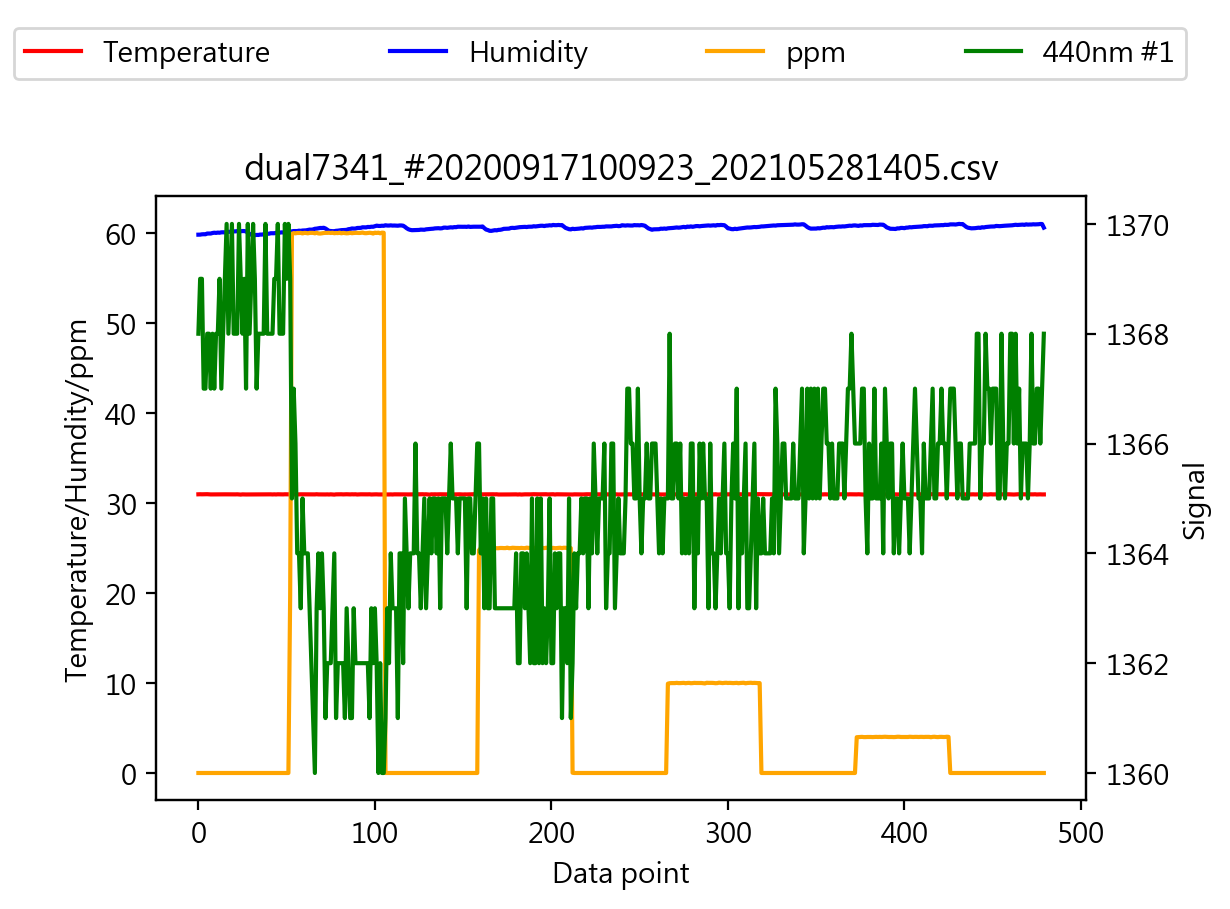 Temperature Humidity ppm 440nm #1
dual7341_#20200917100923_202105281405.csv
Temperature/Humdity/ppm
60
50
40
30
20
10
0
1370
1368
1366
1364
1362
1360
Signal
0 100 200 300 400 500
Data point